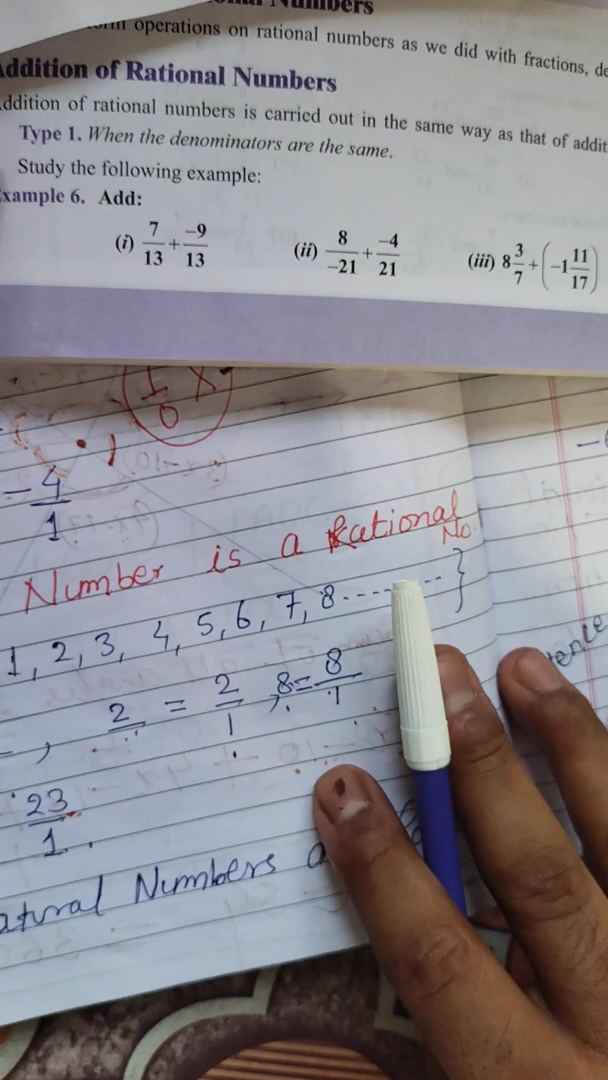 Numbers
operations on rational numbers as we did with fractions, de
Addition of Rational Numbers
ddition of rational numbers is carried out in the same way as that of addit
Type 1. When the denominators are the same.
Study the following example:
xample 6. Add:
(i) 7/13 + -9/13 (ii) 8/-21 + -4/21 (iii) 8 3/7 + (-1 11/17)
1/0 X
-4/1
Number is a Rational No.
1, 2, 3, 4, 5, 6, 7, 8 ------- }
, 2 = 2/1, 8 = 8/1
23/1
atural Numbers